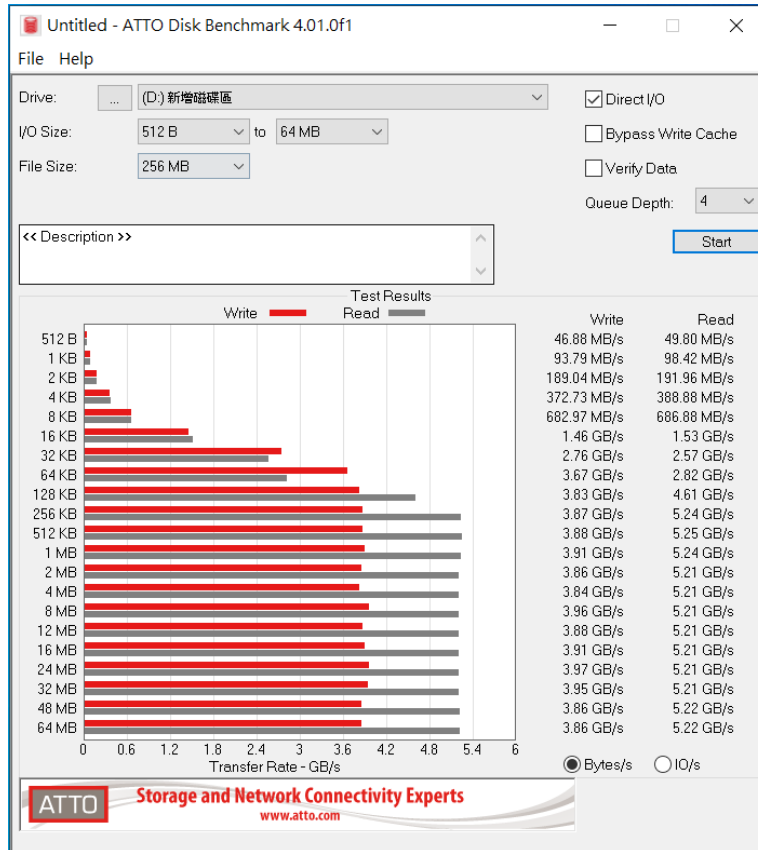 Untitled - ATTO Disk Benchmark 4.01.0f1
File Help
Drive: ... (D:) 新增磁碟區 Direct I/O
I/O Size: 512 B to 64 MB Bypass Write Cache
File Size: 256 MB Verify Data
Queue Depth: 4
<< Description >> Start
Test Results
Write Read Write Read
512 B 46.88 MB/s 49.80 MB/s
1 KB 93.79 MB/s 98.42 MB/s
2 KB 189.04 MB/s 191.96 MB/s
4 KB 372.73 MB/s 388.88 MB/s
8 KB 682.97 MB/s 686.88 MB/s
16 KB 1.46 GB/s 1.53 GB/s
32 KB 2.76 GB/s 2.57 GB/s
64 KB 3.67 GB/s 2.82 GB/s
128 KB 3.83 GB/s 4.61 GB/s
256 KB 3.87 GB/s 5.24 GB/s
512 KB 3.88 GB/s 5.25 GB/s
1 MB 3.91 GB/s 5.24 GB/s
2 MB 3.86 GB/s 5.21 GB/s
4 MB 3.84 GB/s 5.21 GB/s
8 MB 3.96 GB/s 5.21 GB/s
12 MB 3.88 GB/s 5.21 GB/s
16 MB 3.91 GB/s 5.21 GB/s
24 MB 3.97 GB/s 5.21 GB/s
32 MB 3.95 GB/s 5.21 GB/s
48 MB 3.86 GB/s 5.22 GB/s
64 MB 3.86 GB/s 5.22 GB/s
0 0.6 1.2 1.8 2.4 3 3.6 4.2 4.8 5.4 6
Transfer Rate - GB/s Bytes/s IO/s
ATTO Storage and Network Connectivity Experts
www.atto.com